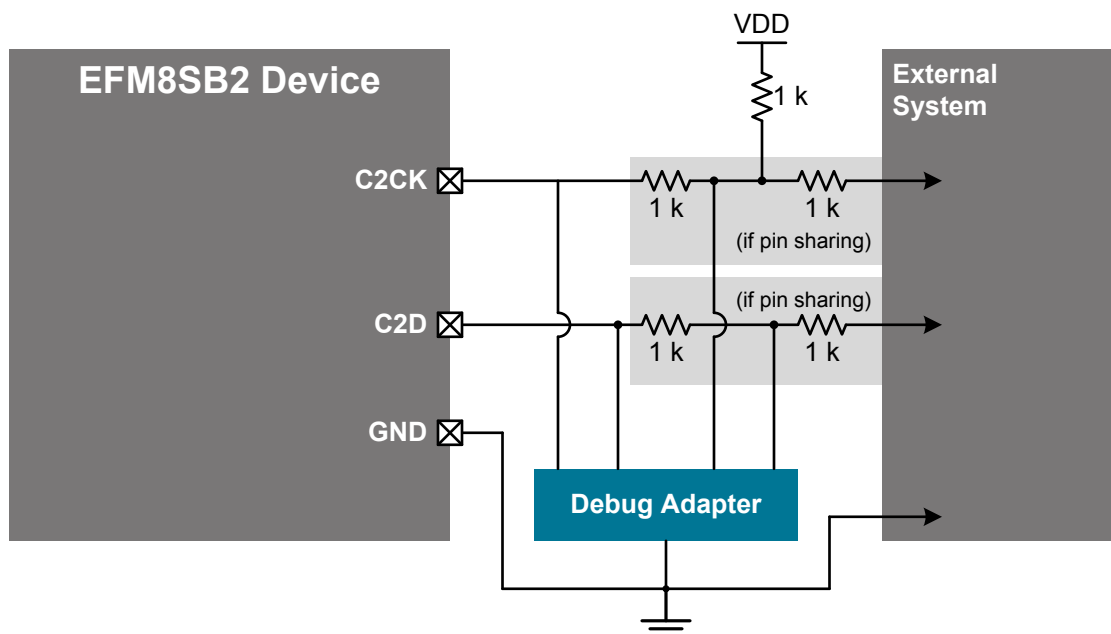 VDD
EFM8SB2 Device
External
System
1 k
C2CK
1 k
1 k
(if pin sharing)
(if pin sharing)
C2D
1 k
1 k
GND
Debug Adapter